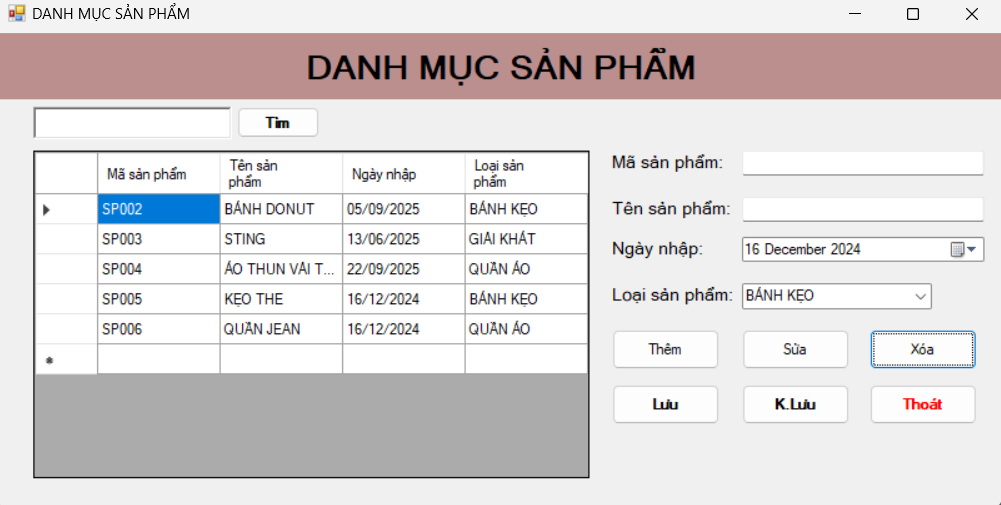 DANH MỤC SẢN PHẨM
DANH MỤC SẢN PHẨM
Tìm
Mã sản phẩm
Tên sản
phẩm
Ngày nhập
Loại sản
phẩm
SP002 BÁNH DONUT 05/09/2025 BÁNH KẸO
SP003 STING 13/06/2025 GIẢI KHÁT
SP004 ÁO THUN VẢI T... 22/09/2025 QUẦN ÁO
SP005 KẸO THE 16/12/2024 BÁNH KẸO
SP006 QUẦN JEAN 16/12/2024 QUẦN ÁO
Mã sản phẩm:
Tên sản phẩm:
Ngày nhập: 16 December 2024
Loại sản phẩm: BÁNH KẸO
Thêm Sửa Xóa
Lưu K.Lưu Thoát